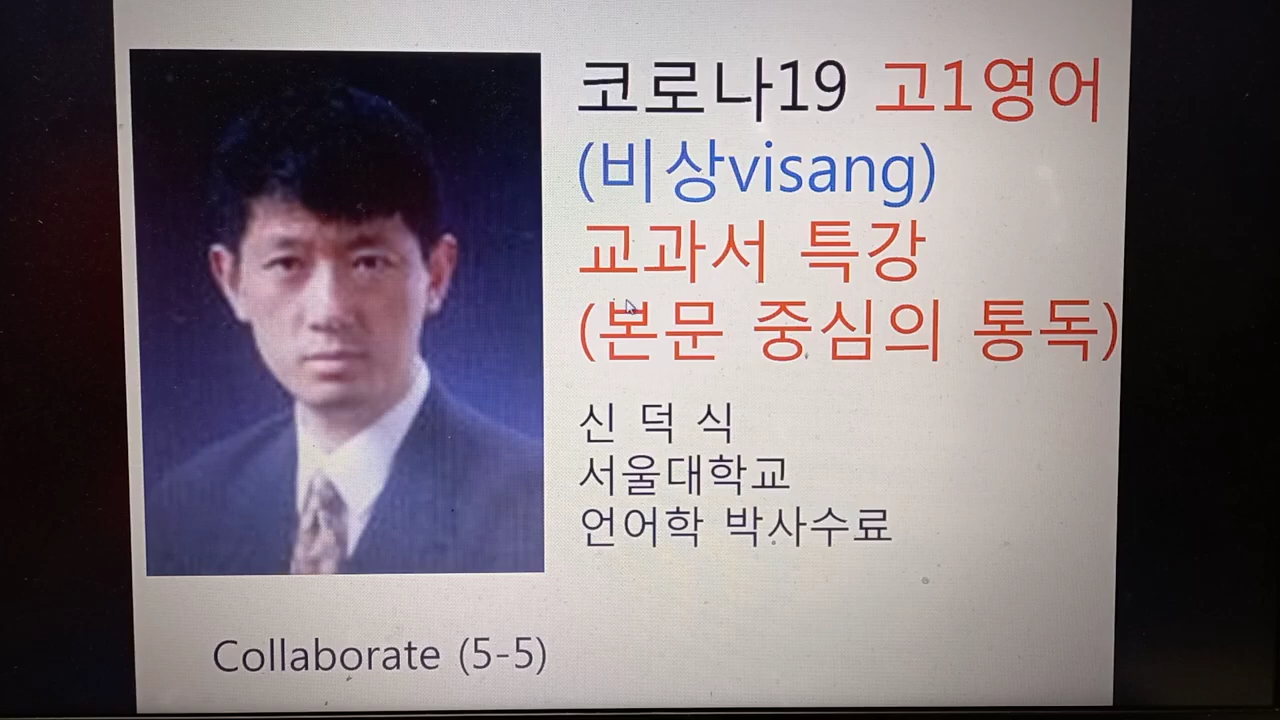 코로나19 고1영어
(비상visang)
교과서 특강
(본문 중심의 통독)
신 덕 식
서울대학교
언어학 박사수료
Collaborate (5-5)